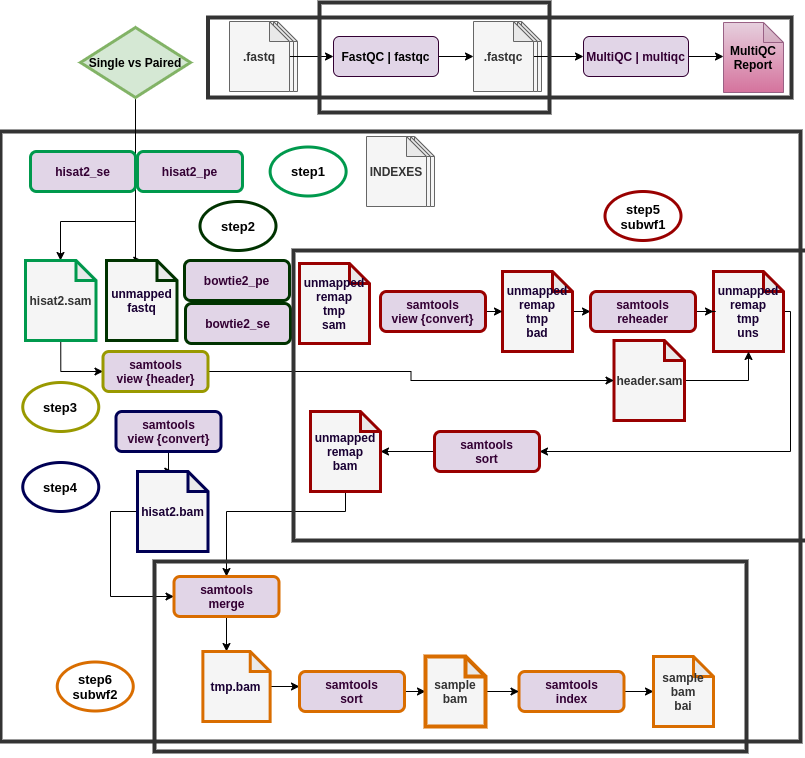 Single vs Paired
.fastq
FastQC | fastqc
.fastqc
MultiQC | multiqc
MultiQC
Report
hisat2_se
hisat2_pe
step1
INDEXES
step2
step5
subwf1
hisat2.sam
unmapped
fastq
bowtie2_pe
bowtie2_se
unmapped
remap
tmp
sam
samtools
view {convert}
unmapped
remap
tmp
bad
samtools
reheader
unmapped
remap
tmp
uns
samtools
view {header}
header.sam
step3
samtools
view {convert}
unmapped
remap
bam
samtools
sort
step4
hisat2.bam
samtools
merge
step6
subwf2
tmp.bam
samtools
sort
sample
bam
samtools
index
sample
bam
bai